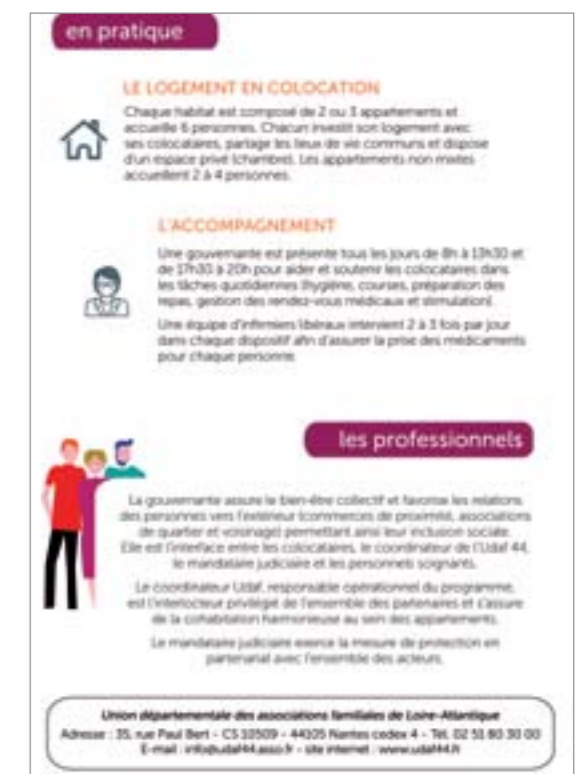 en pratique
LE LOGEMENT EN COLOCATION
Chaque habitat est composé de 2 ou 3 appartements et
accueille 6 personnes. Chacun investit son logement avec
ses colocataires, partage les lieux de vie communs et dispose
d'un espace privé (chambre). Les appartements non mixtes
accueillent 2 à 4 personnes.
L'ACCOMPAGNEMENT
Une gouvernante est présente tous les jours de 8h à 13h30 et
de 17h30 à 20h pour aider et soutenir les colocataires dans
les tâches quotidiennes (hygiène, courses, préparation des
repas, gestion des rendez-vous médicaux et stimulation).
Une équipe d'infirmiers libéraux intervient 2 à 3 fois par jour
dans chaque dispositif afin d'assurer la prise des médicaments
pour chaque personne.
les professionnels
La gouvernante assure le bien-être collectif et favorise les relations
des personnes vers l'extérieur (commerces de proximité, associations
de quartier et voisinage) permettant ainsi leur inclusion sociale.
Elle est l'interface entre les colocataires, le coordinateur de l'Udaf 44,
le mandataire judiciaire et les personnels soignants.
Le coordinateur Udaf, responsable opérationnel du programme,
est l'interlocuteur privilégié de l'ensemble des partenaires et s'assure
de la cohabitation harmonieuse au sein des appartements.
Le mandataire judiciaire exerce la mesure de protection en
partenariat avec l'ensemble des acteurs.
Union départementale des associations familiales de Loire-Atlantique
Adresse : 35, rue Paul Bert - CS 10509 - 44105 Nantes cedex 4 - Tél. 02 51 80 30 00
E-mail : info@udaf44.asso.fr - site internet : www.udaf44.fr